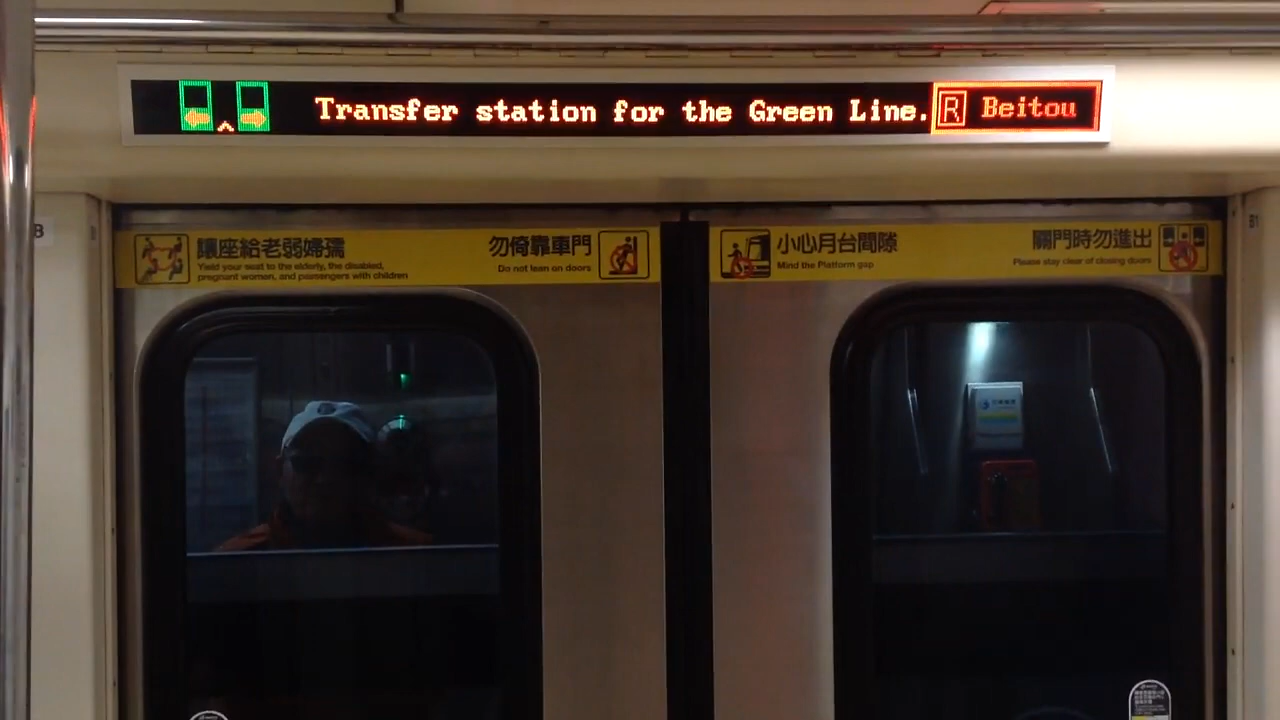 Transfer station for the Green Line.
R Beitou
讓座給老弱婦孺
Yield your seat to the elderly, the disabled,
pregnant women, and passengers with children
勿倚靠車門
Do not lean on doors
小心月台間隙
Mind the Platform gap
關門時勿進出
Please stay clear of closing doors
B1